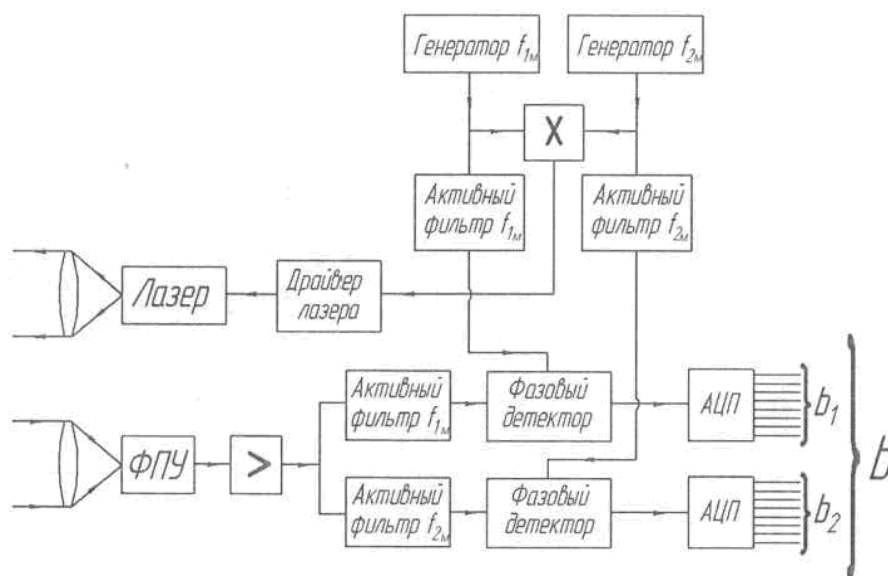 Генератор f₁м
Генератор f₂м
X
Активный
фильтр f₁м
Активный
фильтр f₂м
Лазер
Драйвер
лазера
Активный
фильтр f₁м
Фазовый
детектор
АЦП
b₁
ФПУ
>
b
Активный
фильтр f₂м
Фазовый
детектор
АЦП
b₂